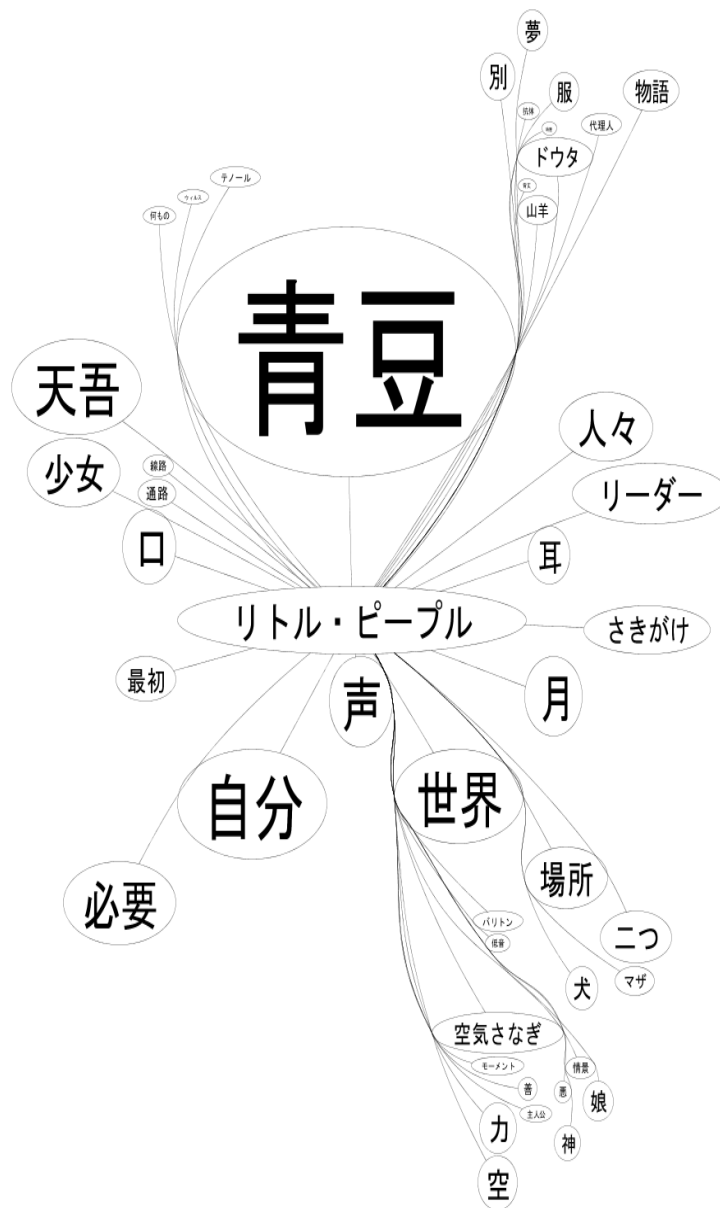 夢
別
服
物語
抗体
代理人
ドウタ
テノール
ウィルス
山羊
何もの
青豆
天吾
人々
少女
線路
リーダー
通路
口
耳
リトル・ピープル
さきがけ
最初
声
月
自分
世界
必要
場所
バリトン
二つ
低音
マザ
犬
空気さなぎ
モーメント
情景
善
悪
娘
主人公
力
神
空